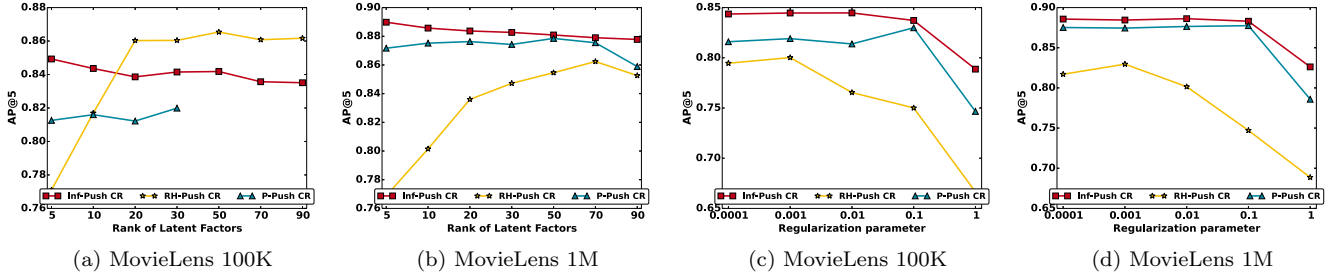 AP@5
0.88
0.86
0.84
0.82
0.80
0.78
0.76
Inf-Push CR RH-Push CR P-Push CR
5 10 20 30 50 70 90
Rank of Latent Factors
(a) MovieLens 100K
AP@5
0.90
0.88
0.86
0.84
0.82
0.80
0.78
0.76
Inf-Push CR RH-Push CR P-Push CR
5 10 20 30 50 70 90
Rank of Latent Factors
(b) MovieLens 1M
AP@5
0.85
0.80
0.75
0.70
0.65
Inf-Push CR RH-Push CR P-Push CR
0.0001 0.001 0.01 0.1 1
Regularization parameter
(c) MovieLens 100K
AP@5
0.90
0.85
0.80
0.75
0.70
0.65
Inf-Push CR RH-Push CR P-Push CR
0.0001 0.001 0.01 0.1 1
Regularization parameter
(d) MovieLens 1M